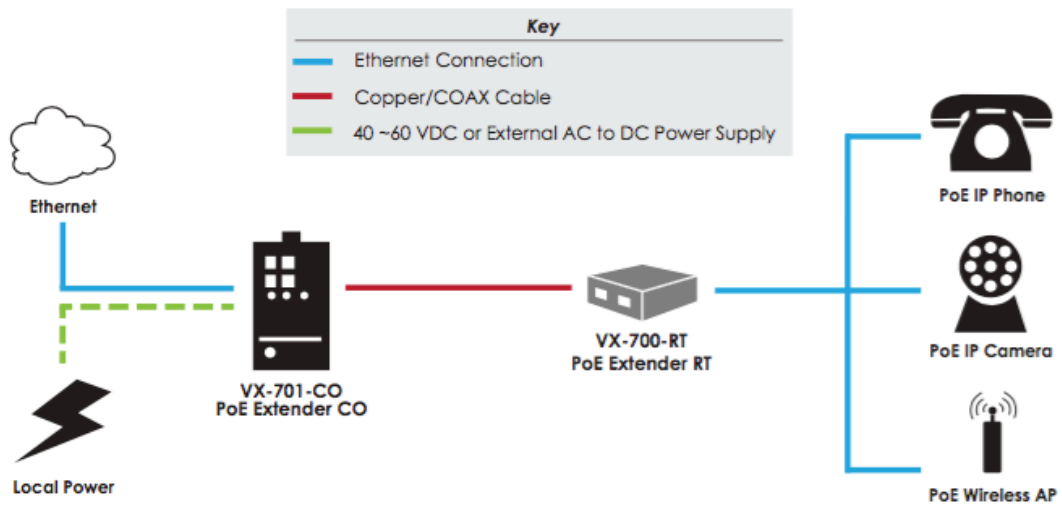 Key
Ethernet Connection
Copper/COAX Cable
40 ~60 VDC or External AC to DC Power Supply
Ethernet
Local Power
VX-701-CO
PoE Extender CO
VX-700-RT
PoE Extender RT
PoE IP Phone
PoE IP Camera
PoE Wireless AP